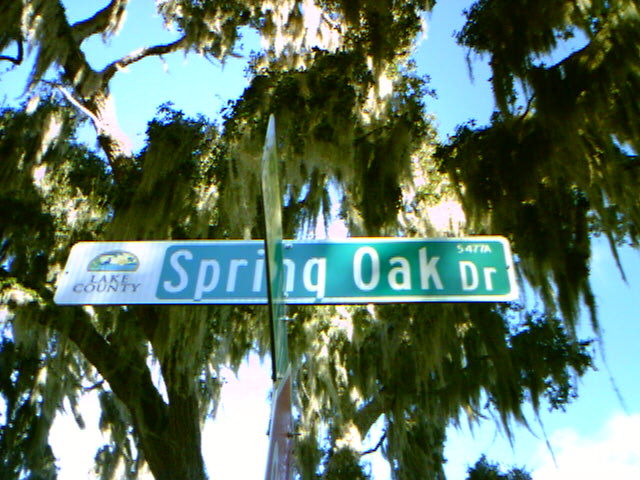 LAKE
COUNTY
Spring Oak Dr
5477A